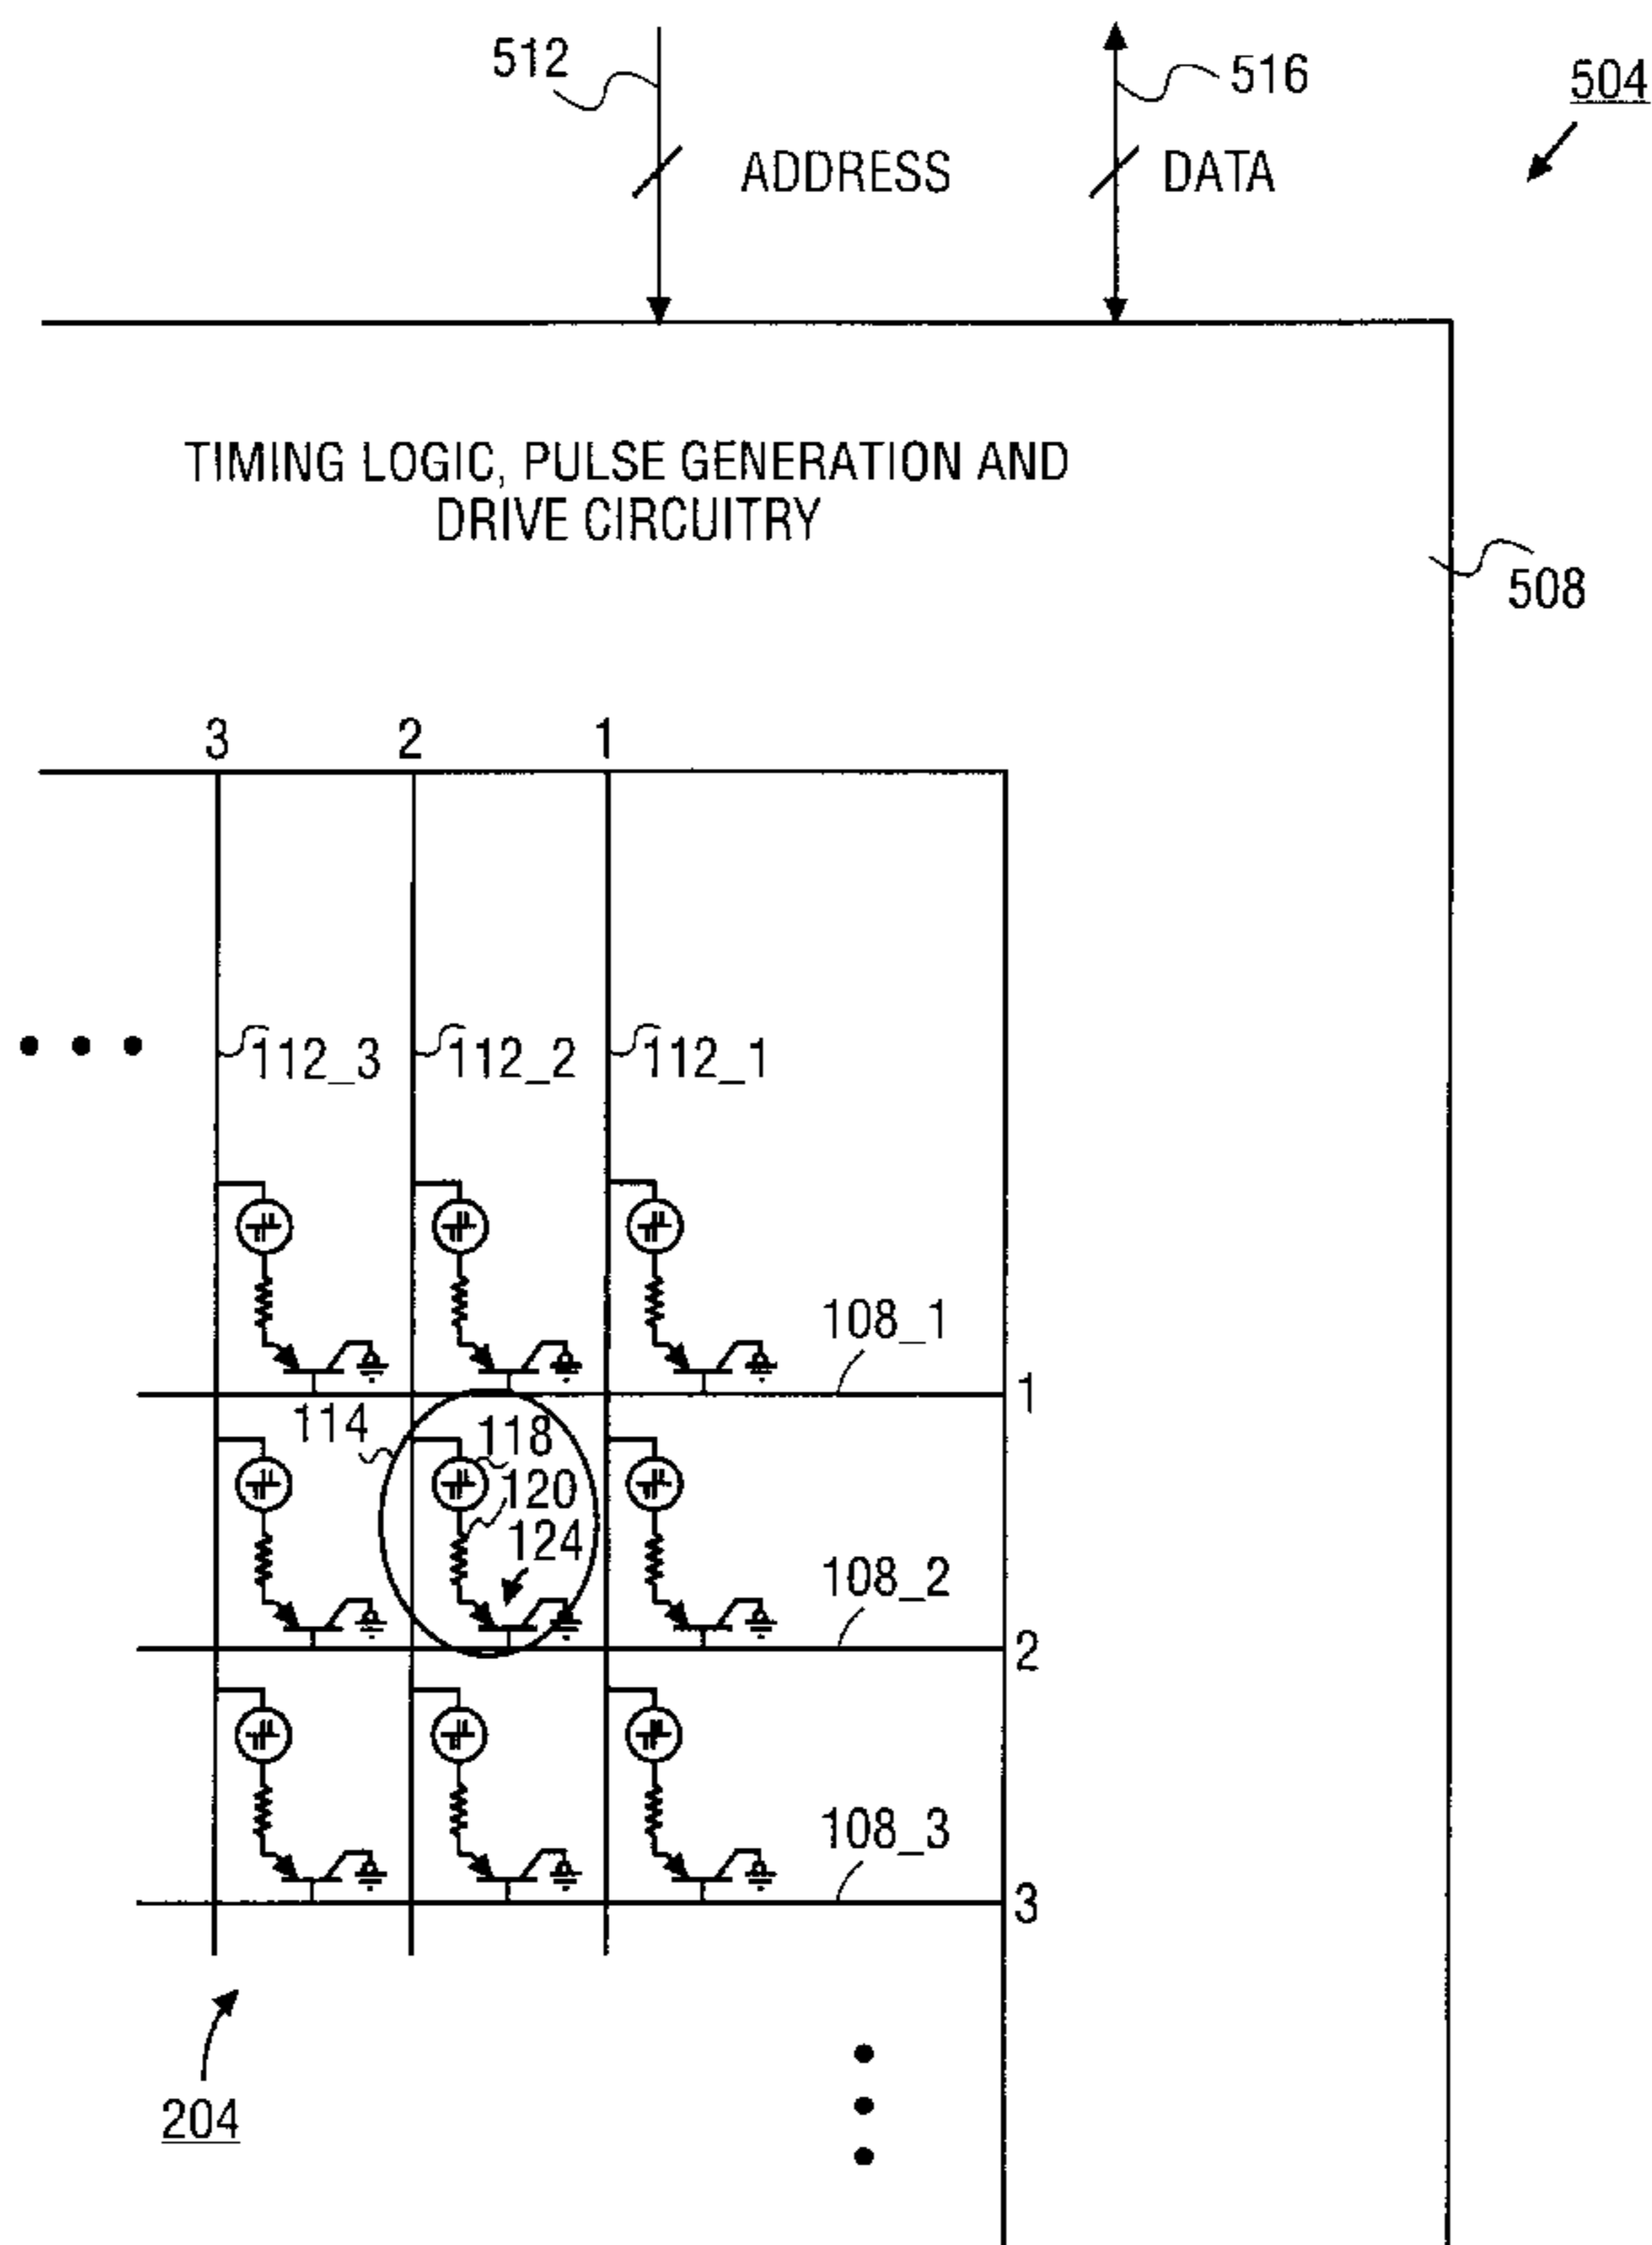 512
516
504
ADDRESS
DATA
TIMING LOGIC, PULSE GENERATION AND
DRIVE CIRCUITRY
508
3 2 1
112_3 112_2 112_1
108_1
1
114
118
120
124
108_2
2
108_3
3
204